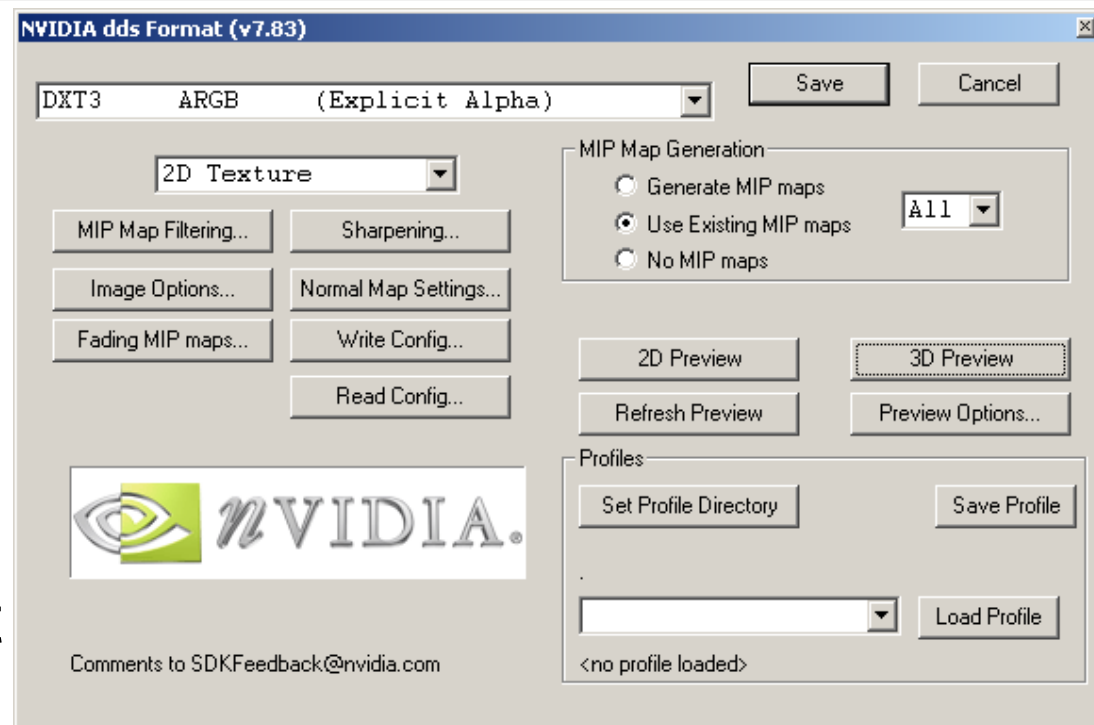 NVIDIA dds Format (v7.83)
DXT3 ARGB (Explicit Alpha)
Save
Cancel
2D Texture
MIP Map Generation
Generate MIP maps
Use Existing MIP maps
No MIP maps
All
MIP Map Filtering...
Sharpening...
Image Options...
Normal Map Settings...
Fading MIP maps...
Write Config...
Read Config...
2D Preview
3D Preview
Refresh Preview
Preview Options...
Profiles
Set Profile Directory
Save Profile
nVIDIA.®
.
Load Profile
Comments to SDKFeedback@nvidia.com
<no profile loaded>